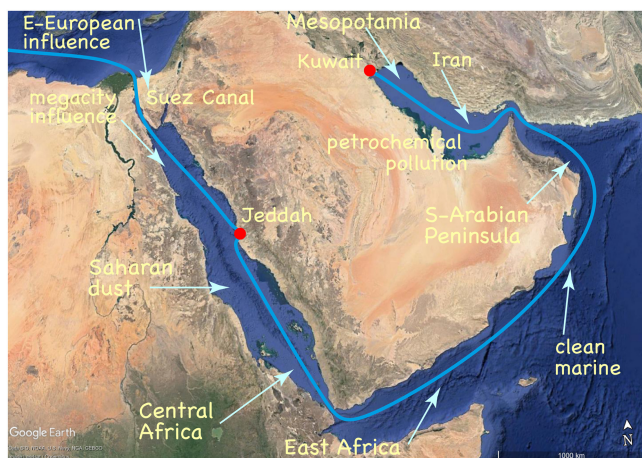 E-European
influence
Mesopotamia
Kuwait
Iran
megacity
influence
Suez Canal
petrochemical
pollution
Jeddah
S-Arabian
Peninsula
Saharan
dust
clean
marine
Central
Africa
East Africa
Google Earth
N
1000 km